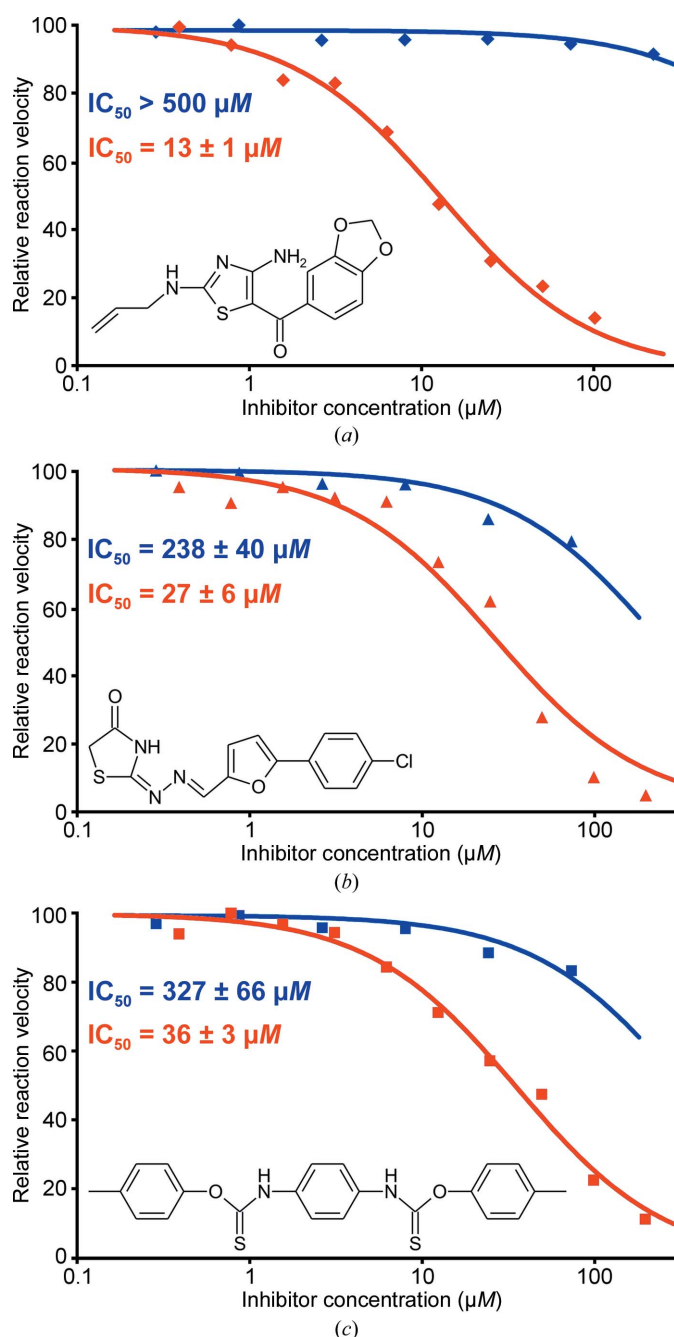 100
80
60
40
20
0
Relative reaction velocity
IC50 > 500 µM
IC50 = 13 ± 1 µM
H
N
N
NH2
S
O
O
O
0.1 1 10 100
Inhibitor concentration (µM)
(a)
100
80
60
40
20
0
Relative reaction velocity
IC50 = 238 ± 40 µM
IC50 = 27 ± 6 µM
O
NH
S
N
N
O
Cl
0.1 1 10 100
Inhibitor concentration (µM)
(b)
100
80
60
40
20
0
Relative reaction velocity
IC50 = 327 ± 66 µM
IC50 = 36 ± 3 µM
O
S
H
N
H
N
S
O
0.1 1 10 100
Inhibitor concentration (µM)
(c)